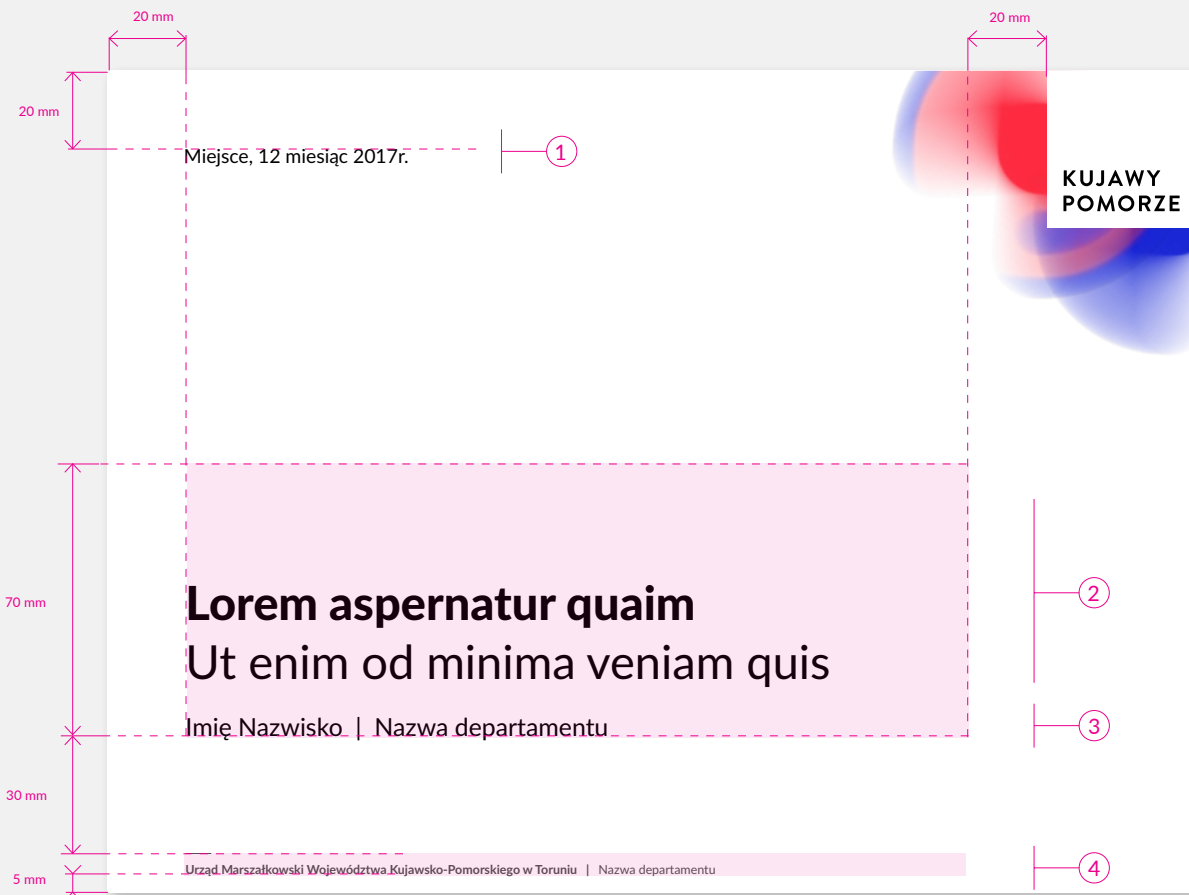 20 mm
20 mm
20 mm
Miejsce, 12 miesiąc 2017r.
1
KUJAWY
POMORZE
70 mm
Lorem aspernatur quaim
Ut enim od minima veniam quis
2
Imię Nazwisko | Nazwa departamentu
3
30 mm
Urząd Marszałkowski Województwa Kujawsko-Pomorskiego w Toruniu | Nazwa departamentu
4
5 mm